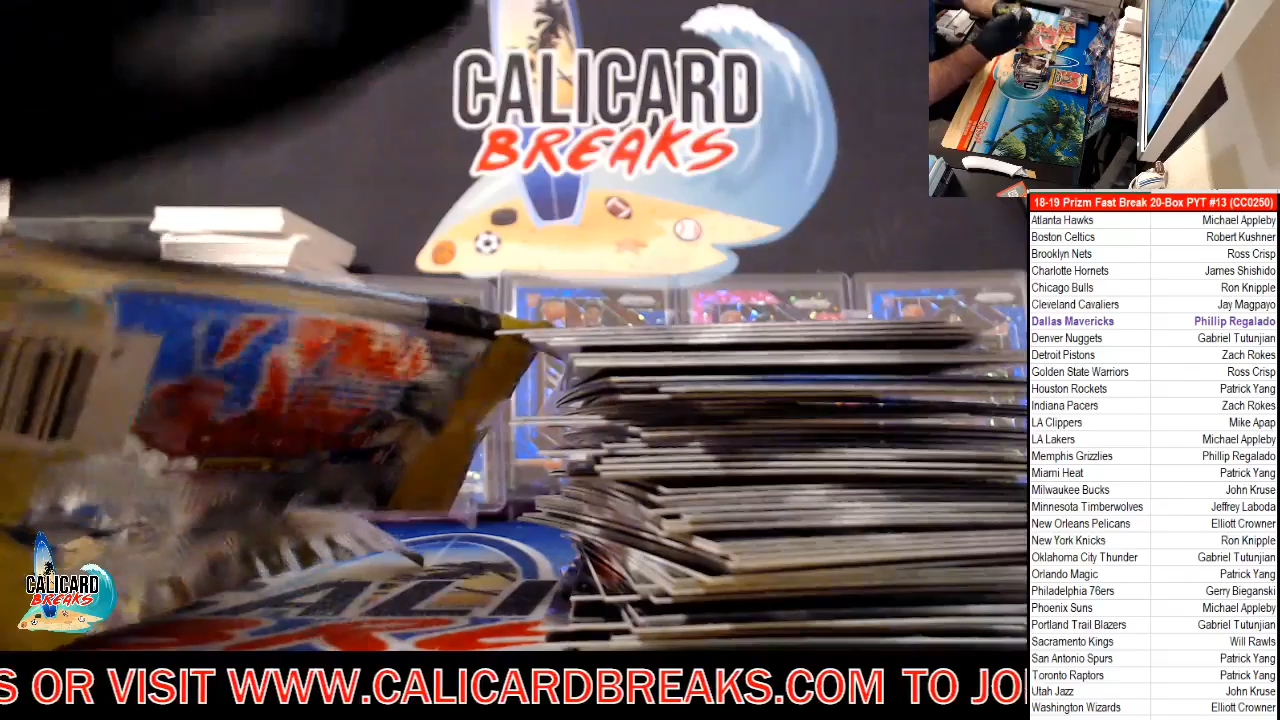 CALICARD
BREAKS
18-19 Prizm Fast Break 20-Box PYT #13 (CC0250)
Atlanta Hawks Michael Appleby
Boston Celtics Robert Kushner
Brooklyn Nets Ross Crisp
Charlotte Hornets James Shishido
Chicago Bulls Ron Knipple
Cleveland Cavaliers Jay Magpayo
Dallas Mavericks Phillip Regalado
Denver Nuggets Gabriel Tutunjian
Detroit Pistons Zach Rokes
Golden State Warriors Ross Crisp
Houston Rockets Patrick Yang
Indiana Pacers Zach Rokes
LA Clippers Mike Apap
LA Lakers Michael Appleby
Memphis Grizzlies Phillip Regalado
Miami Heat Patrick Yang
Milwaukee Bucks John Kruse
Minnesota Timberwolves Jeffrey Laboda
New Orleans Pelicans Elliott Crowner
New York Knicks Ron Knipple
Oklahoma City Thunder Gabriel Tutunjian
Orlando Magic Patrick Yang
Philadelphia 76ers Gerry Bieganski
Phoenix Suns Michael Appleby
Portland Trail Blazers Gabriel Tutunjian
Sacramento Kings Will Rawls
San Antonio Spurs Patrick Yang
Toronto Raptors Patrick Yang
Utah Jazz John Kruse
Washington Wizards Elliott Crowner
CALICARD
BREAKS
S OR VISIT WWW.CALICARDBREAKS.COM TO JO